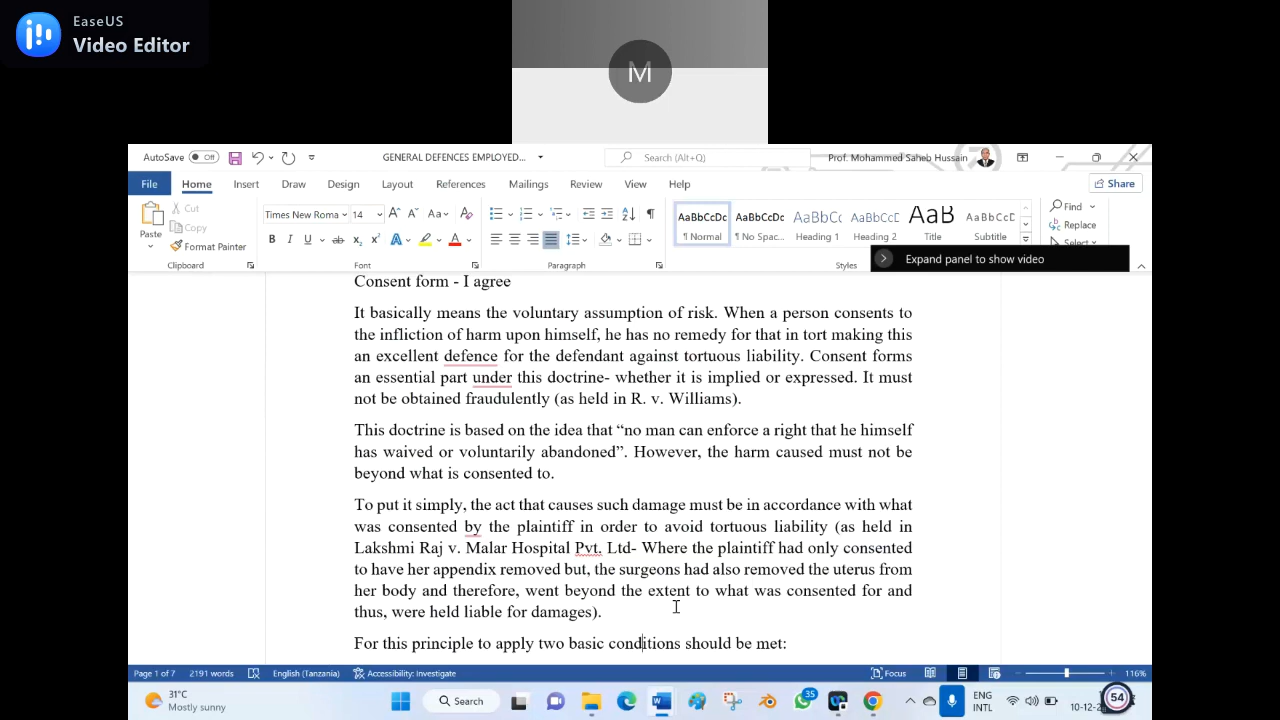 EaseUS
Video Editor
M
AutoSave Off
GENERAL DEFENCES EMPLOYED...
Search (Alt+Q)
Prof. Mohammed Saheb Hussain
File Home Insert Draw Design Layout References Mailings Review View Help
Share
Paste
Cut
Copy
Format Painter
Times New Roma 14
AaBbCcDc AaBbCcDc AaBbCc AaBbCcD AaB AaBbCcD
¶ Normal ¶ No Spac... Heading 1 Heading 2 Title Subtitle
Find
Replace
Select
Clipboard Font Paragraph Styles
Expand panel to show video
Consent form - I agree
It basically means the voluntary assumption of risk. When a person consents to
the infliction of harm upon himself, he has no remedy for that in tort making this
an excellent defence for the defendant against tortuous liability. Consent forms
an essential part under this doctrine- whether it is implied or expressed. It must
not be obtained fraudulently (as held in R. v. Williams).
This doctrine is based on the idea that “no man can enforce a right that he himself
has waived or voluntarily abandoned”. However, the harm caused must not be
beyond what is consented to.
To put it simply, the act that causes such damage must be in accordance with what
was consented by the plaintiff in order to avoid tortuous liability (as held in
Lakshmi Raj v. Malar Hospital Pvt. Ltd- Where the plaintiff had only consented
to have her appendix removed but, the surgeons had also removed the uterus from
her body and therefore, went beyond the extent to what was consented for and
thus, were held liable for damages).
For this principle to apply two basic conditions should be met:
Page 1 of 7 2191 words English (Tanzania) Accessibility: Investigate Focus 116%
31°C
Mostly sunny
Search
35
ENG
INTL
10-12-2
54